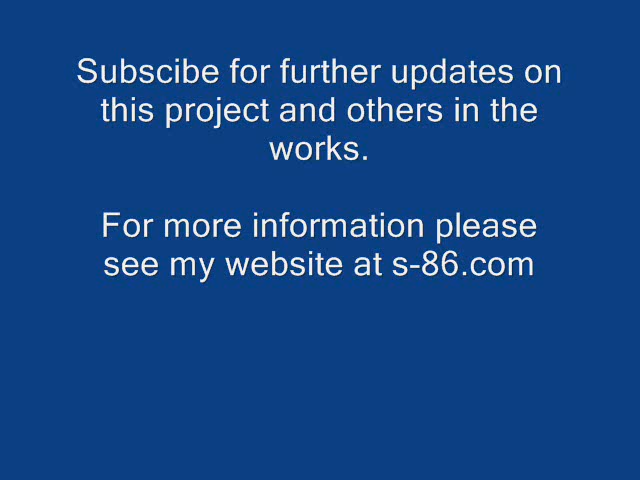 Subscibe for further updates on
this project and others in the
works.
For more information please
see my website at s-86.com